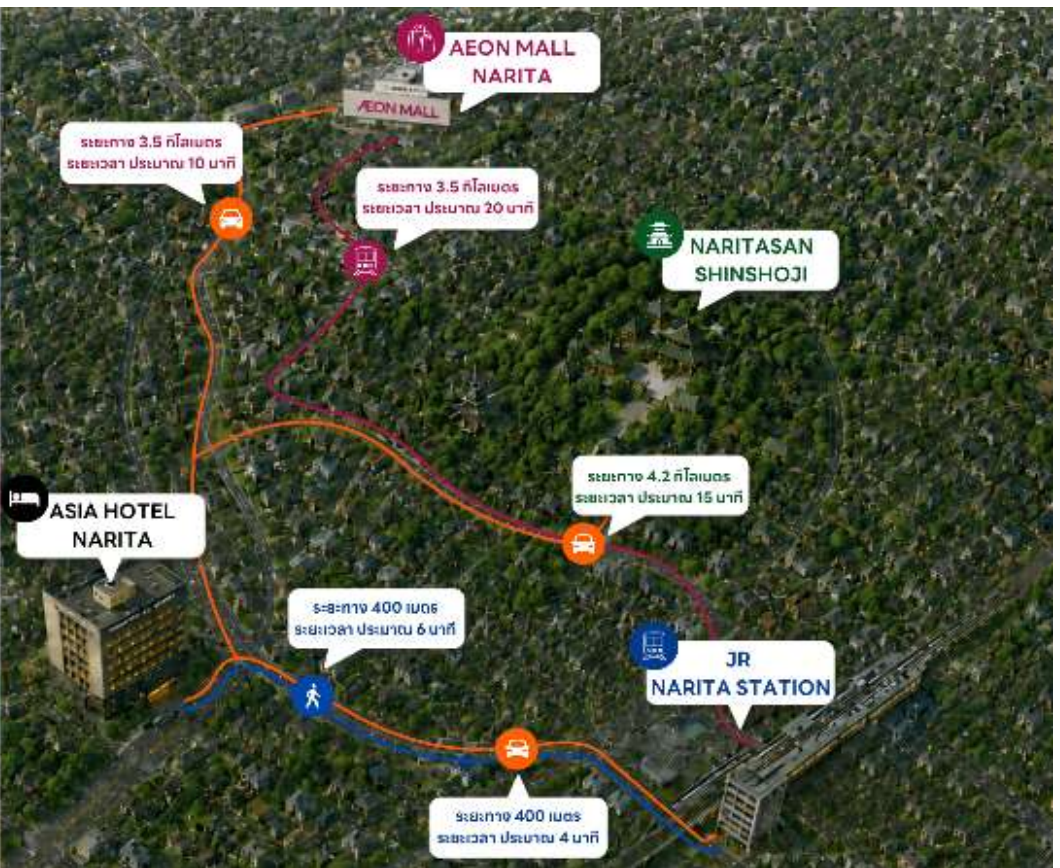 AEON MALL
NARITA
ÆON MALL
ระยะทาง 3.5 กิโลเมตร
ระยะเวลา ประมาณ 10 นาที
ระยะทาง 3.5 กิโลเมตร
ระยะเวลา ประมาณ 20 นาที
NARITASAN
SHINSHOJI
ระยะทาง 4.2 กิโลเมตร
ระยะเวลา ประมาณ 15 นาที
ASIA HOTEL
NARITA
ระยะทาง 400 เมตร
ระยะเวลา ประมาณ 6 นาที
JR
NARITA STATION
ระยะทาง 400 เมตร
ระยะเวลา ประมาณ 4 นาที